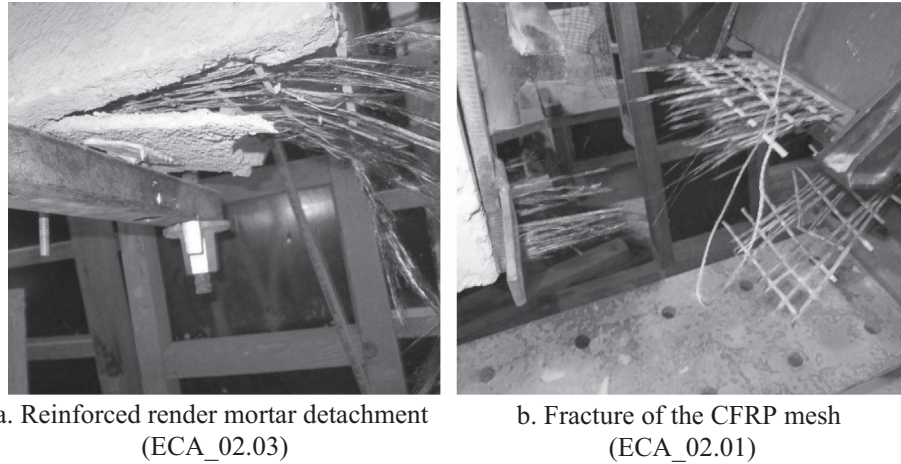 a. Reinforced render mortar detachment
(ECA_02.03)
b. Fracture of the CFRP mesh
(ECA_02.01)